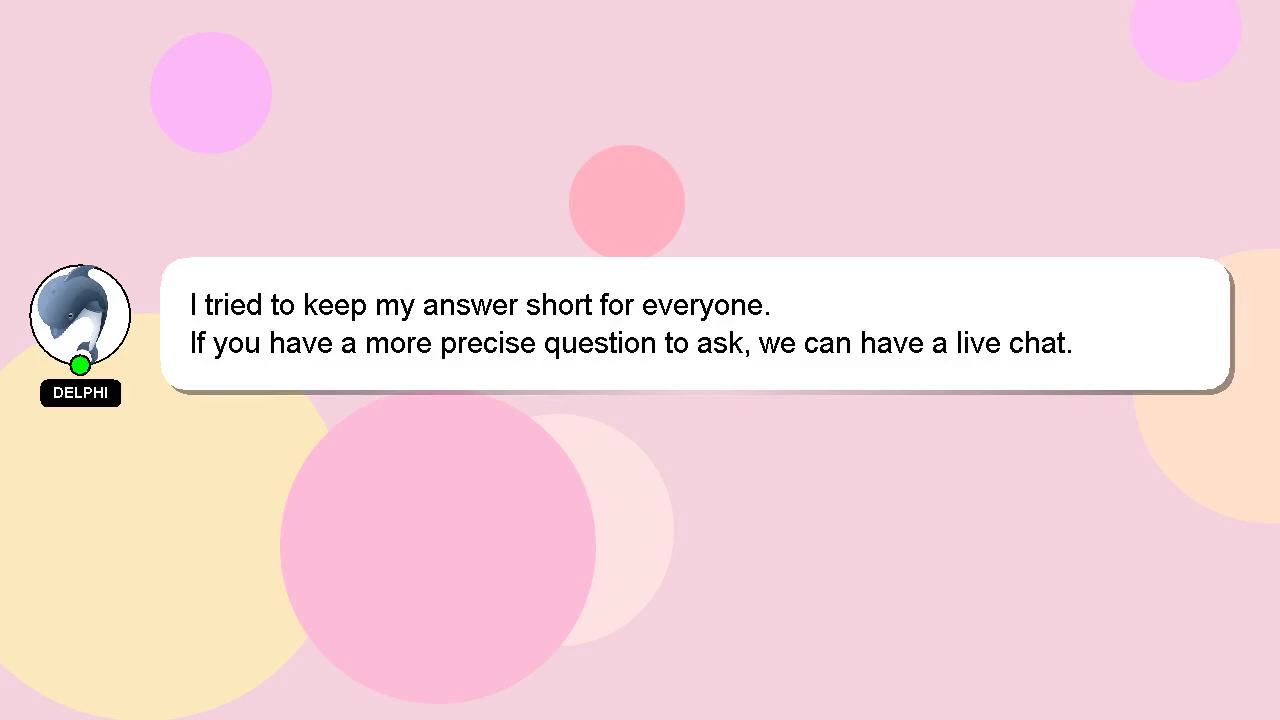 I tried to keep my answer short for everyone.
If you have a more precise question to ask, we can have a live chat.
DELPHI